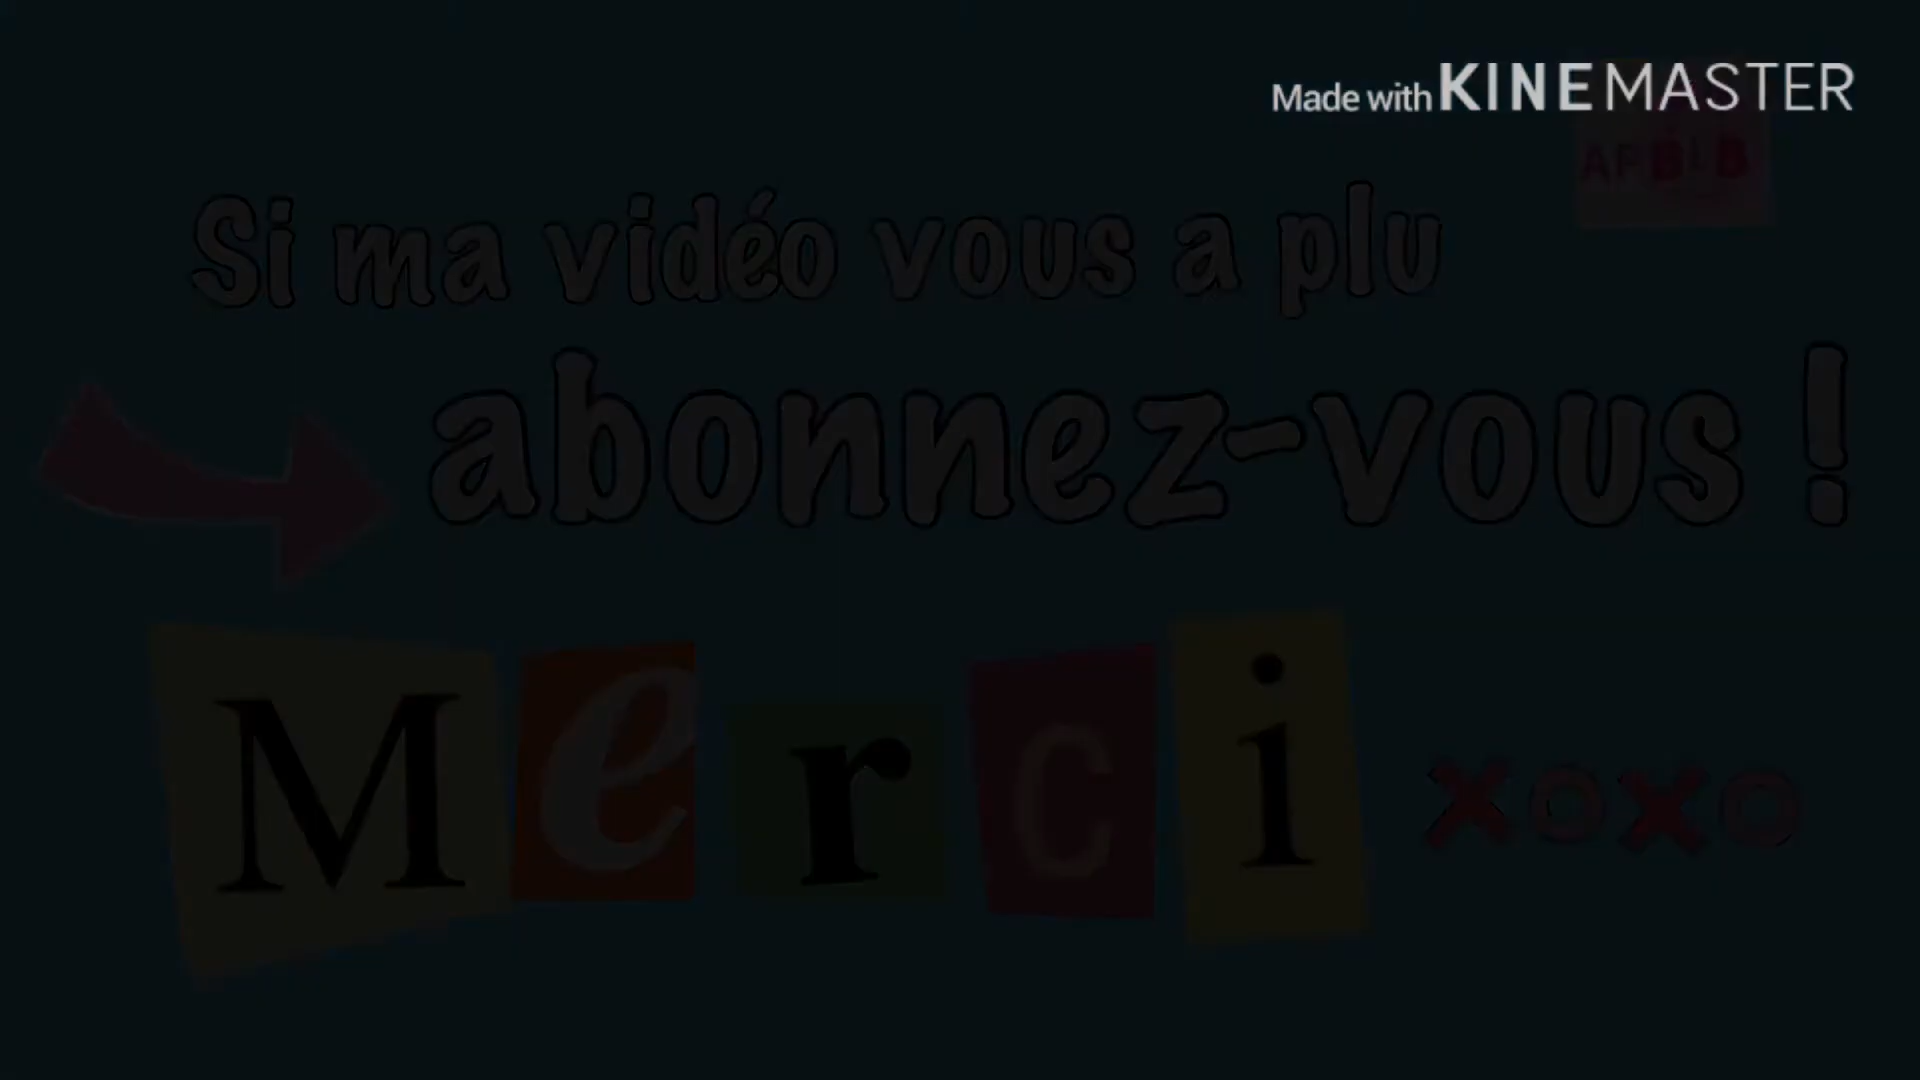 Made with KINEMASTER
Si ma vidéo vous a plu
abonnez-vous !
Merci
xoxo